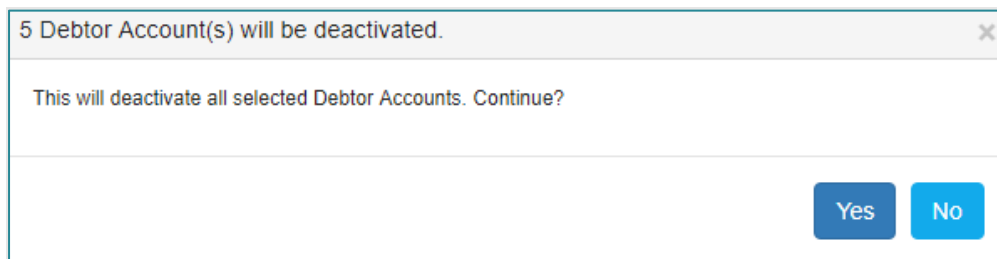 5 Debtor Account(s) will be deactivated.
×
This will deactivate all selected Debtor Accounts. Continue?
Yes No